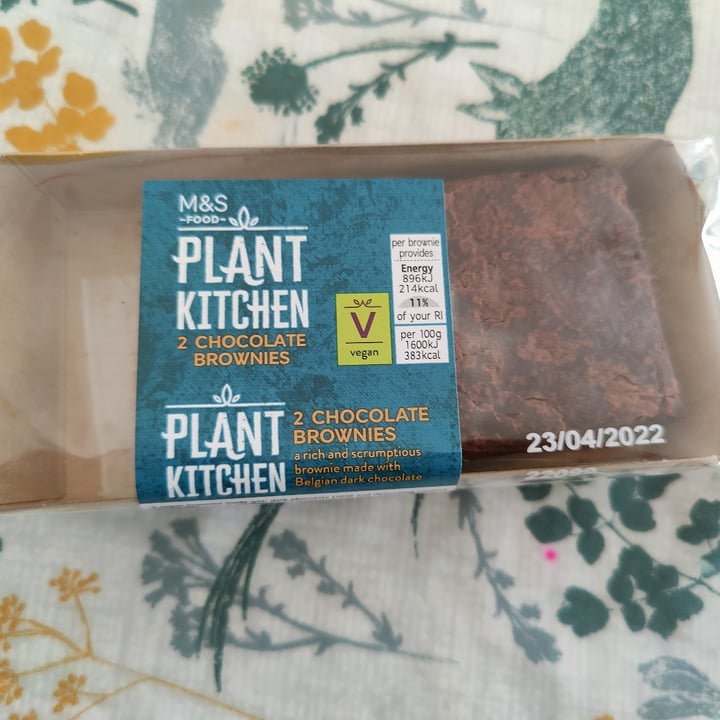 M&S
-FOOD-
PLANT
KITCHEN
2 CHOCOLATE
BROWNIES
V
vegan
per brownie
provides
Energy
896kJ
214kcal
11%
of your RI
per 100g
1600kJ
383kcal
PLANT
KITCHEN
2 CHOCOLATE
BROWNIES
a rich and scrumptious
brownie made with
Belgian dark chocolate
23/04/2022